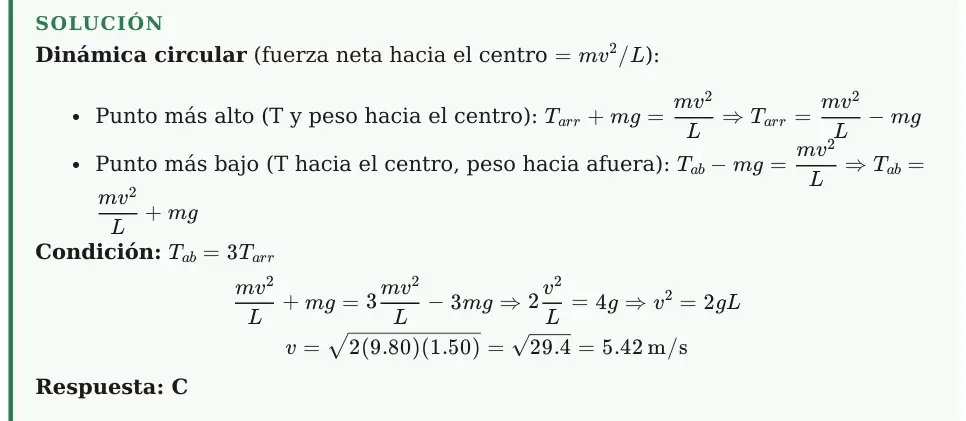 SOLUCIÓN
Dinámica circular (fuerza neta hacia el centro = mv²/L):
• Punto más alto (T y peso hacia el centro): T_arr + mg = mv²/L ⇒ T_arr = mv²/L − mg
• Punto más bajo (T hacia el centro, peso hacia afuera): T_ab − mg = mv²/L ⇒ T_ab =
mv²/L + mg
Condición: T_ab = 3T_arr
mv²/L + mg = 3 mv²/L − 3mg ⇒ 2 v²/L = 4g ⇒ v² = 2gL
v = √(2(9.80)(1.50)) = √29.4 = 5.42 m/s
Respuesta: C